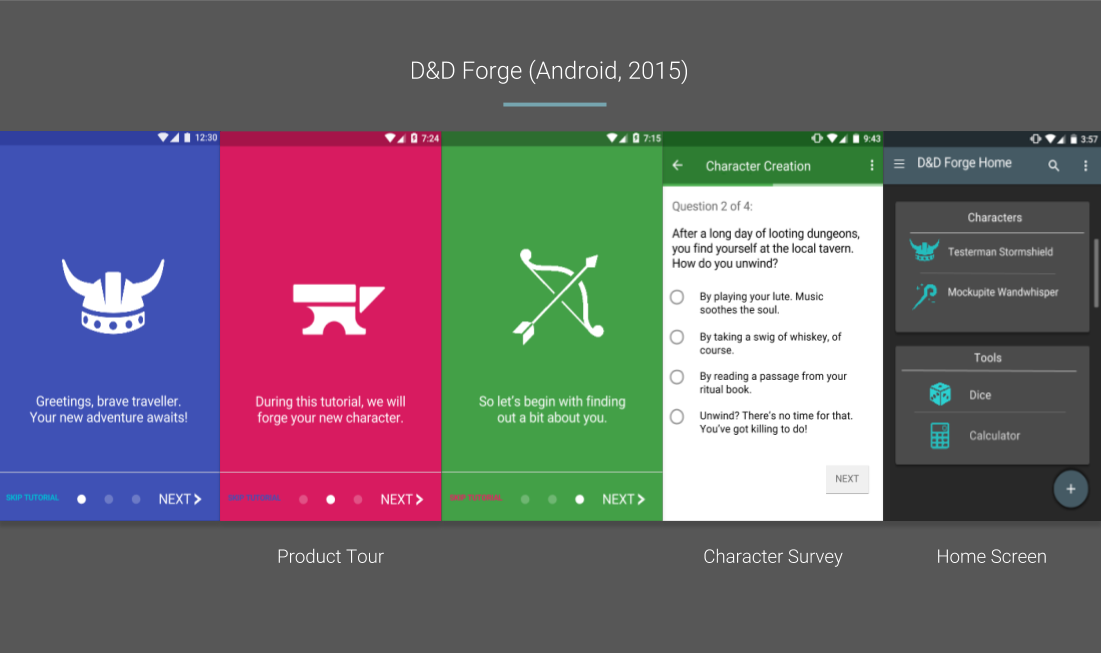 D&D Forge (Android, 2015)
12:30
Greetings, brave traveller.
Your new adventure awaits!
SKIP TUTORIAL
NEXT
7:24
During this tutorial, we will
forge your new character.
SKIP TUTORIAL
NEXT
7:15
So let's begin with finding
out a bit about you.
SKIP TUTORIAL
NEXT
Product Tour
9:43
Character Creation
Question 2 of 4:
After a long day of looting dungeons,
you find yourself at the local tavern.
How do you unwind?
By playing your lute. Music
soothes the soul.
By taking a swig of whiskey, of
course.
By reading a passage from your
ritual book.
Unwind? There's no time for that.
You've got killing to do!
NEXT
Character Survey
3:57
D&D Forge Home
Characters
Testerman Stormshield
Mockupite Wandwhisper
Tools
Dice
Calculator
+
Home Screen